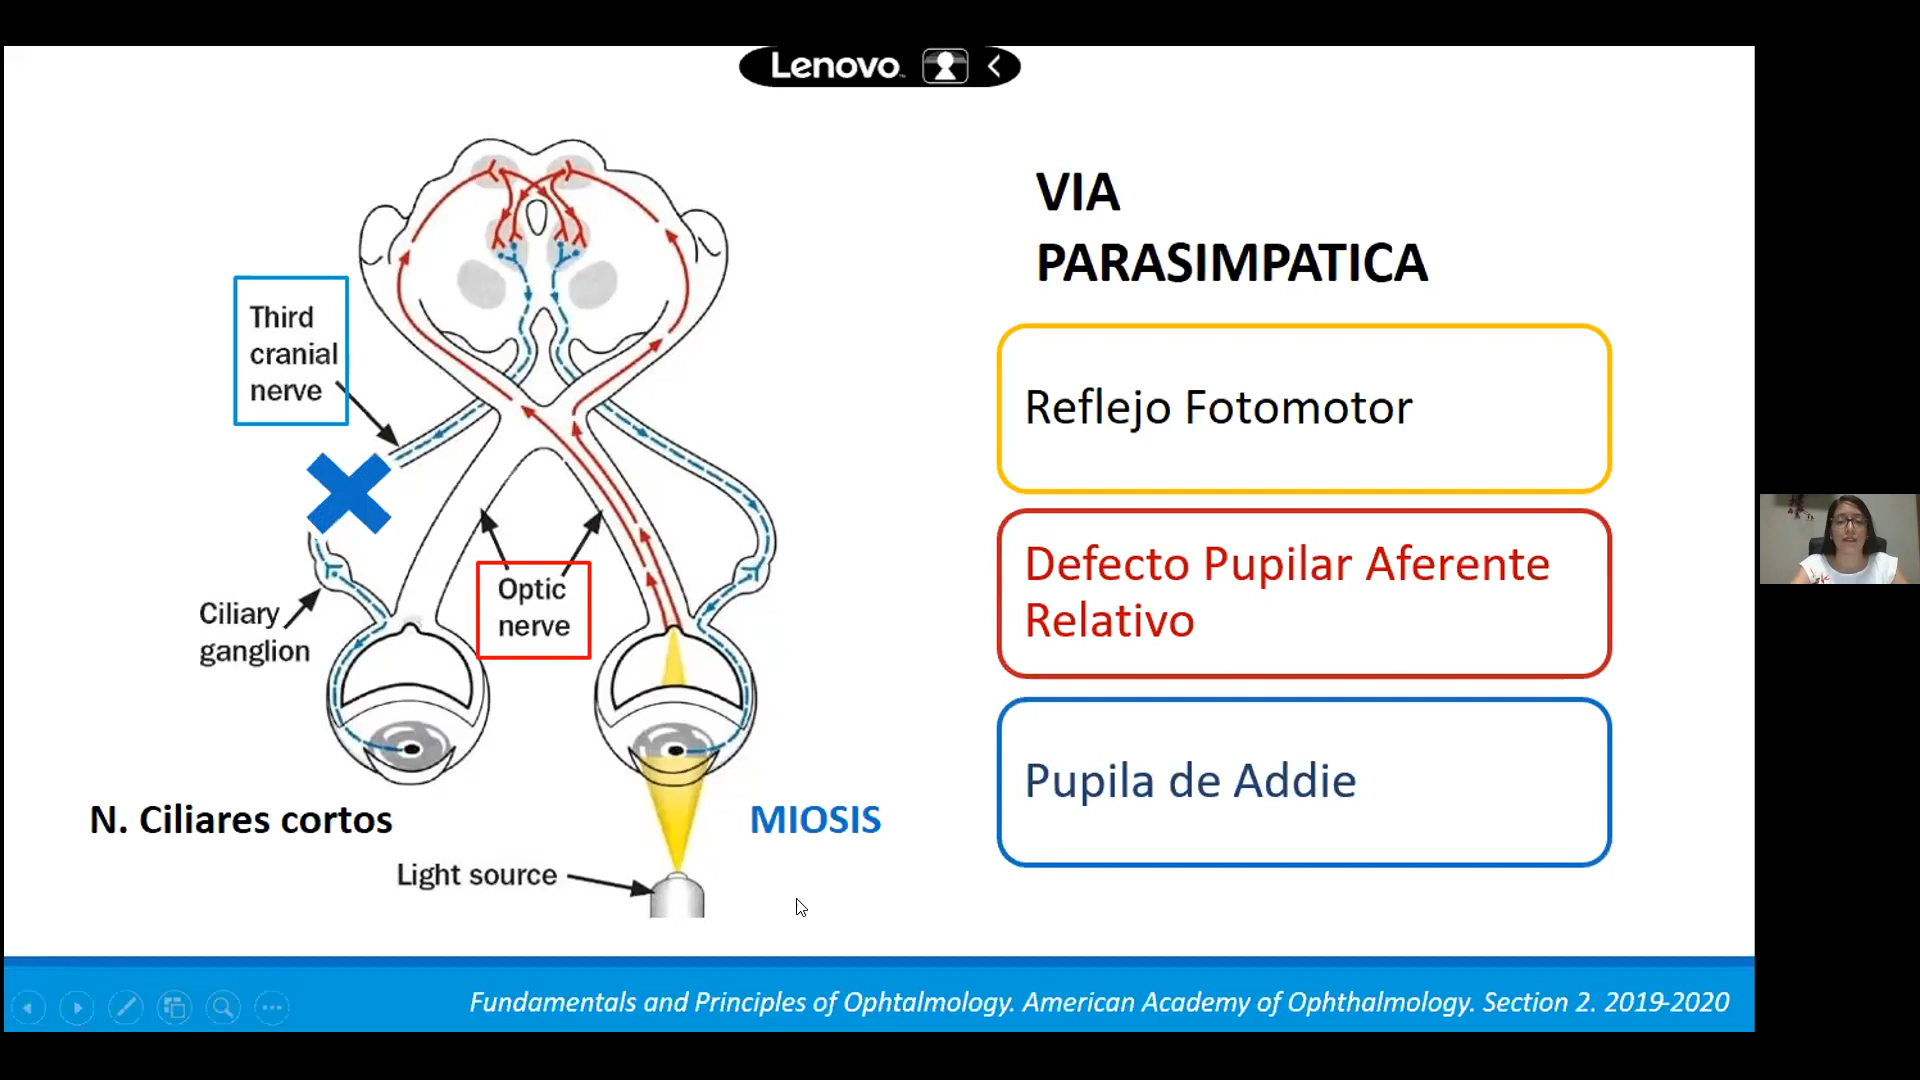 Lenovo
VIA
PARASIMPATICA
Third
cranial
nerve
Reflejo Fotomotor
Optic
nerve
Defecto Pupilar Aferente
Relativo
Ciliary
ganglion
Pupila de Addie
N. Ciliares cortos
MIOSIS
Light source
Fundamentals and Principles of Ophtalmology. American Academy of Ophthalmology. Section 2. 2019-2020